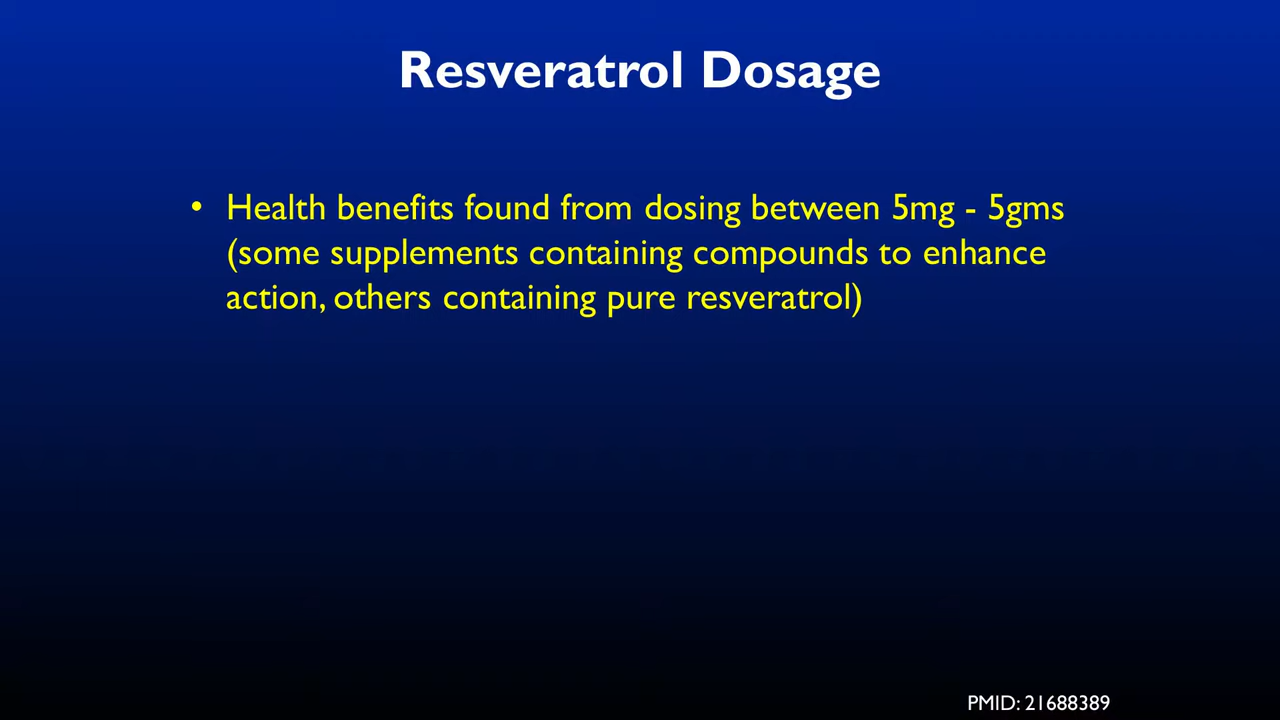 Resveratrol Dosage
• Health benefits found from dosing between 5mg - 5gms
(some supplements containing compounds to enhance
action, others containing pure resveratrol)
PMID: 21688389